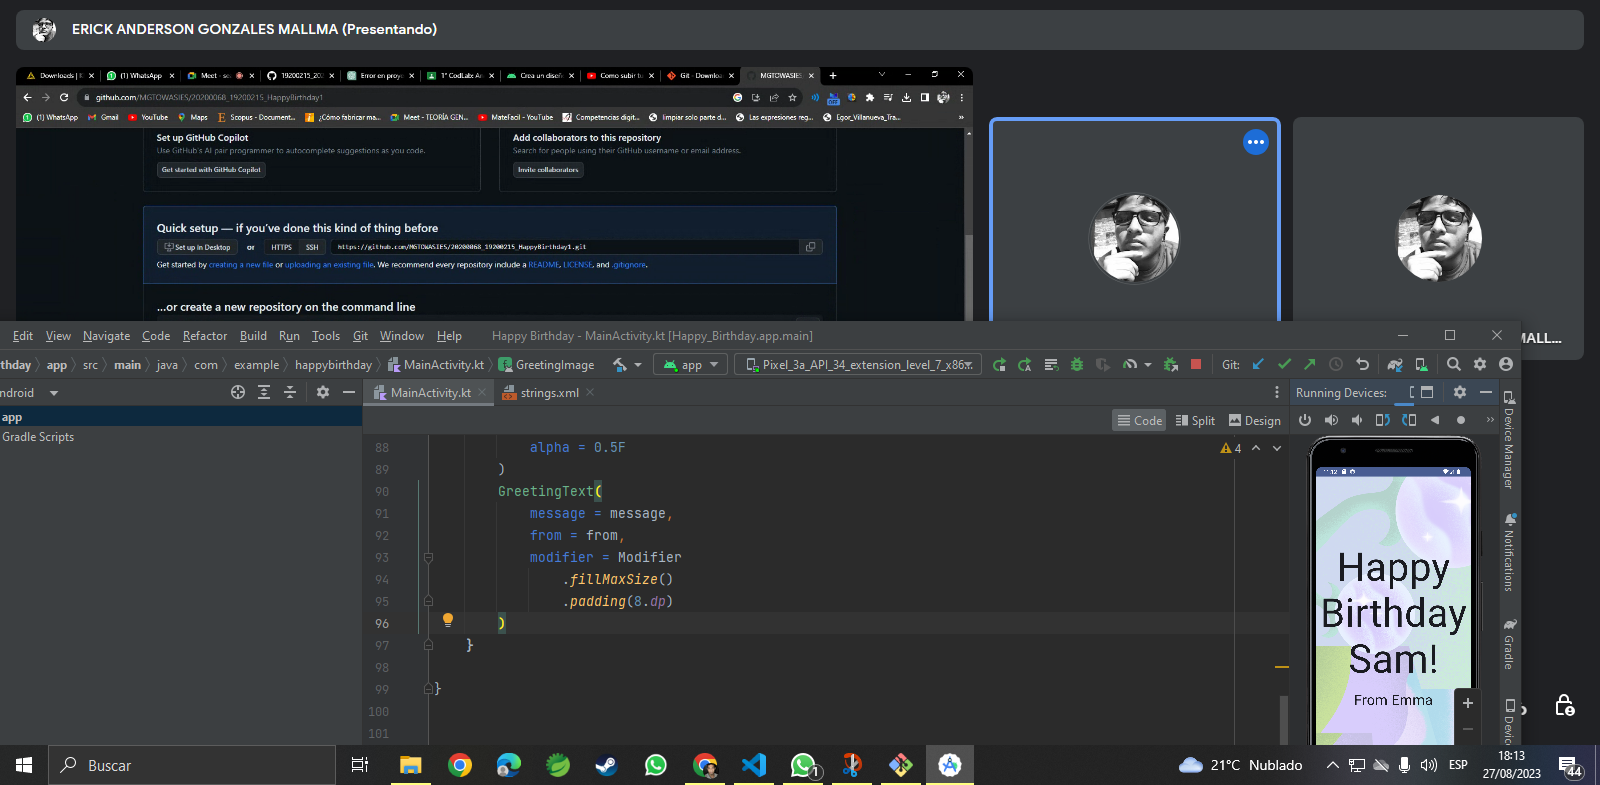 ERICK ANDERSON GONZALES MALLMA (Presentando)
Downloads | (1) WhatsApp Meet - se 19200215_20 Error en proye 1° CodLab: An Crea un diseñ Como subir tu Git - Downloa MGTOWASIES/
github.com/MGTOWASIES/20200068_19200215_HappyBirthday1
OFF
(1) WhatsApp Gmail YouTube Maps Scopus - Document... ¿Cómo fabricar ma... Meet - TEORÍA GEN... MateFacil - YouTube Competencias digit... limpiar solo parte d... Las expresiones reg... Egor_Villanueva_Tra... »
Set up GitHub Copilot
Use GitHub's AI pair programmer to autocomplete suggestions as you code.
Get started with GitHub Copilot
Add collaborators to this repository
Search for people using their GitHub username or email address.
Invite collaborators
Quick setup — if you've done this kind of thing before
Set up in Desktop or HTTPS SSH https://github.com/MGTOWASIES/20200068_19200215_HappyBirthday1.git
Get started by creating a new file or uploading an existing file. We recommend every repository include a README, LICENSE, and .gitignore.
...or create a new repository on the command line
MALL...
Edit View Navigate Code Refactor Build Run Tools Git Window Help Happy Birthday - MainActivity.kt [Happy_Birthday.app.main]
thday app src main java com example happybirthday MainActivity.kt GreetingImage app Pixel_3a_API_34_extension_level_7_x86 Git:
ndroid MainActivity.kt strings.xml Running Devices:
app
Gradle Scripts
Code Split Design
4
88 alpha = 0.5F
89 )
90 GreetingText(
91 message = message,
92 from = from,
93 modifier = Modifier
94 .fillMaxSize()
95 .padding(8.dp)
96 )
97 }
98
99 }
100
101
Device Manager
Notifications
Gradle
Devic
Happy
Birthday
Sam!
From Emma
Buscar
1
21°C Nublado
ESP
18:13
27/08/2023
44